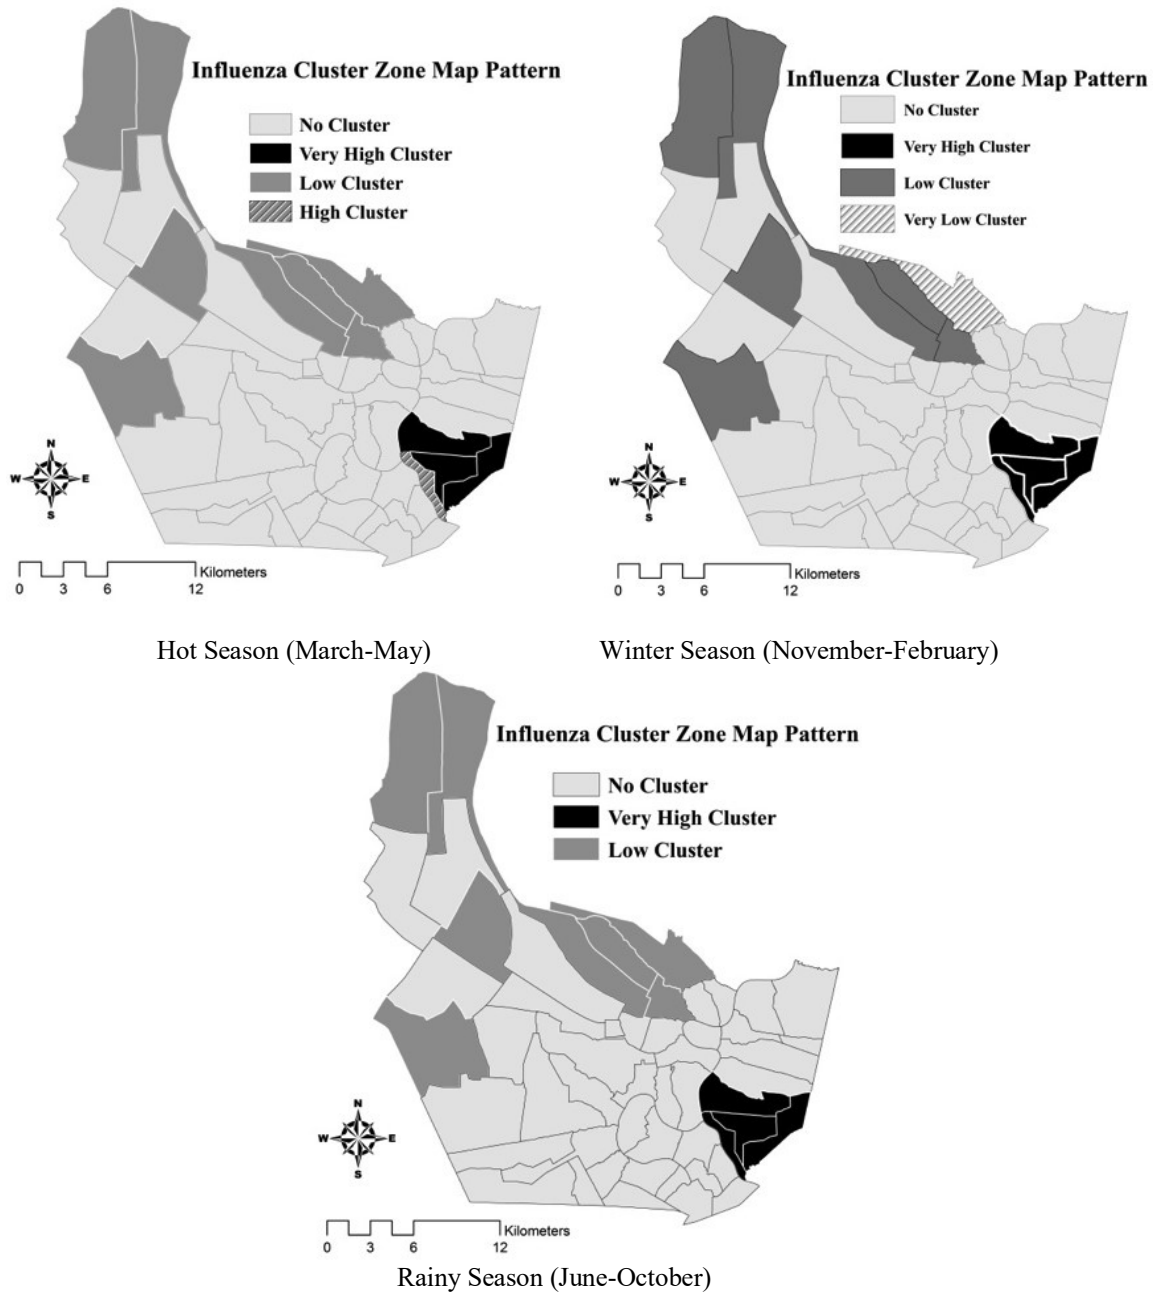 Influenza Cluster Zone Map Pattern
No Cluster
Very High Cluster
Low Cluster
High Cluster
N
W E
S
Kilometers
0 3 6 12
Hot Season (March-May)
Influenza Cluster Zone Map Pattern
No Cluster
Very High Cluster
Low Cluster
Very Low Cluster
N
W E
S
Kilometers
0 3 6 12
Winter Season (November-February)
Influenza Cluster Zone Map Pattern
No Cluster
Very High Cluster
Low Cluster
N
W E
S
Kilometers
0 3 6 12
Rainy Season (June-October)